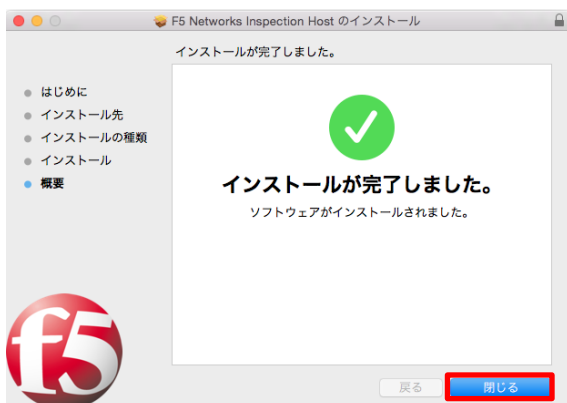 F5 Networks Inspection Host のインストール
インストールが完了しました。
はじめに
インストール先
インストールの種類
インストール
概要
インストールが完了しました。
ソフトウェアがインストールされました。
f5
戻る
閉じる